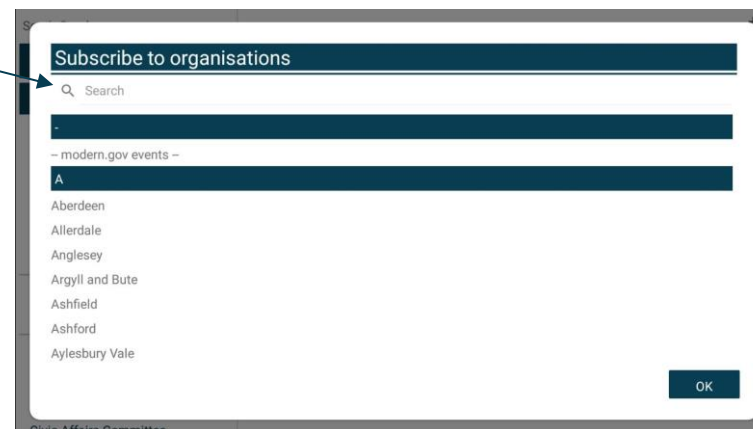 Subscribe to organisations
Search
-
– modern.gov events –
A
Aberdeen
Allerdale
Anglesey
Argyll and Bute
Ashfield
Ashford
Aylesbury Vale
OK